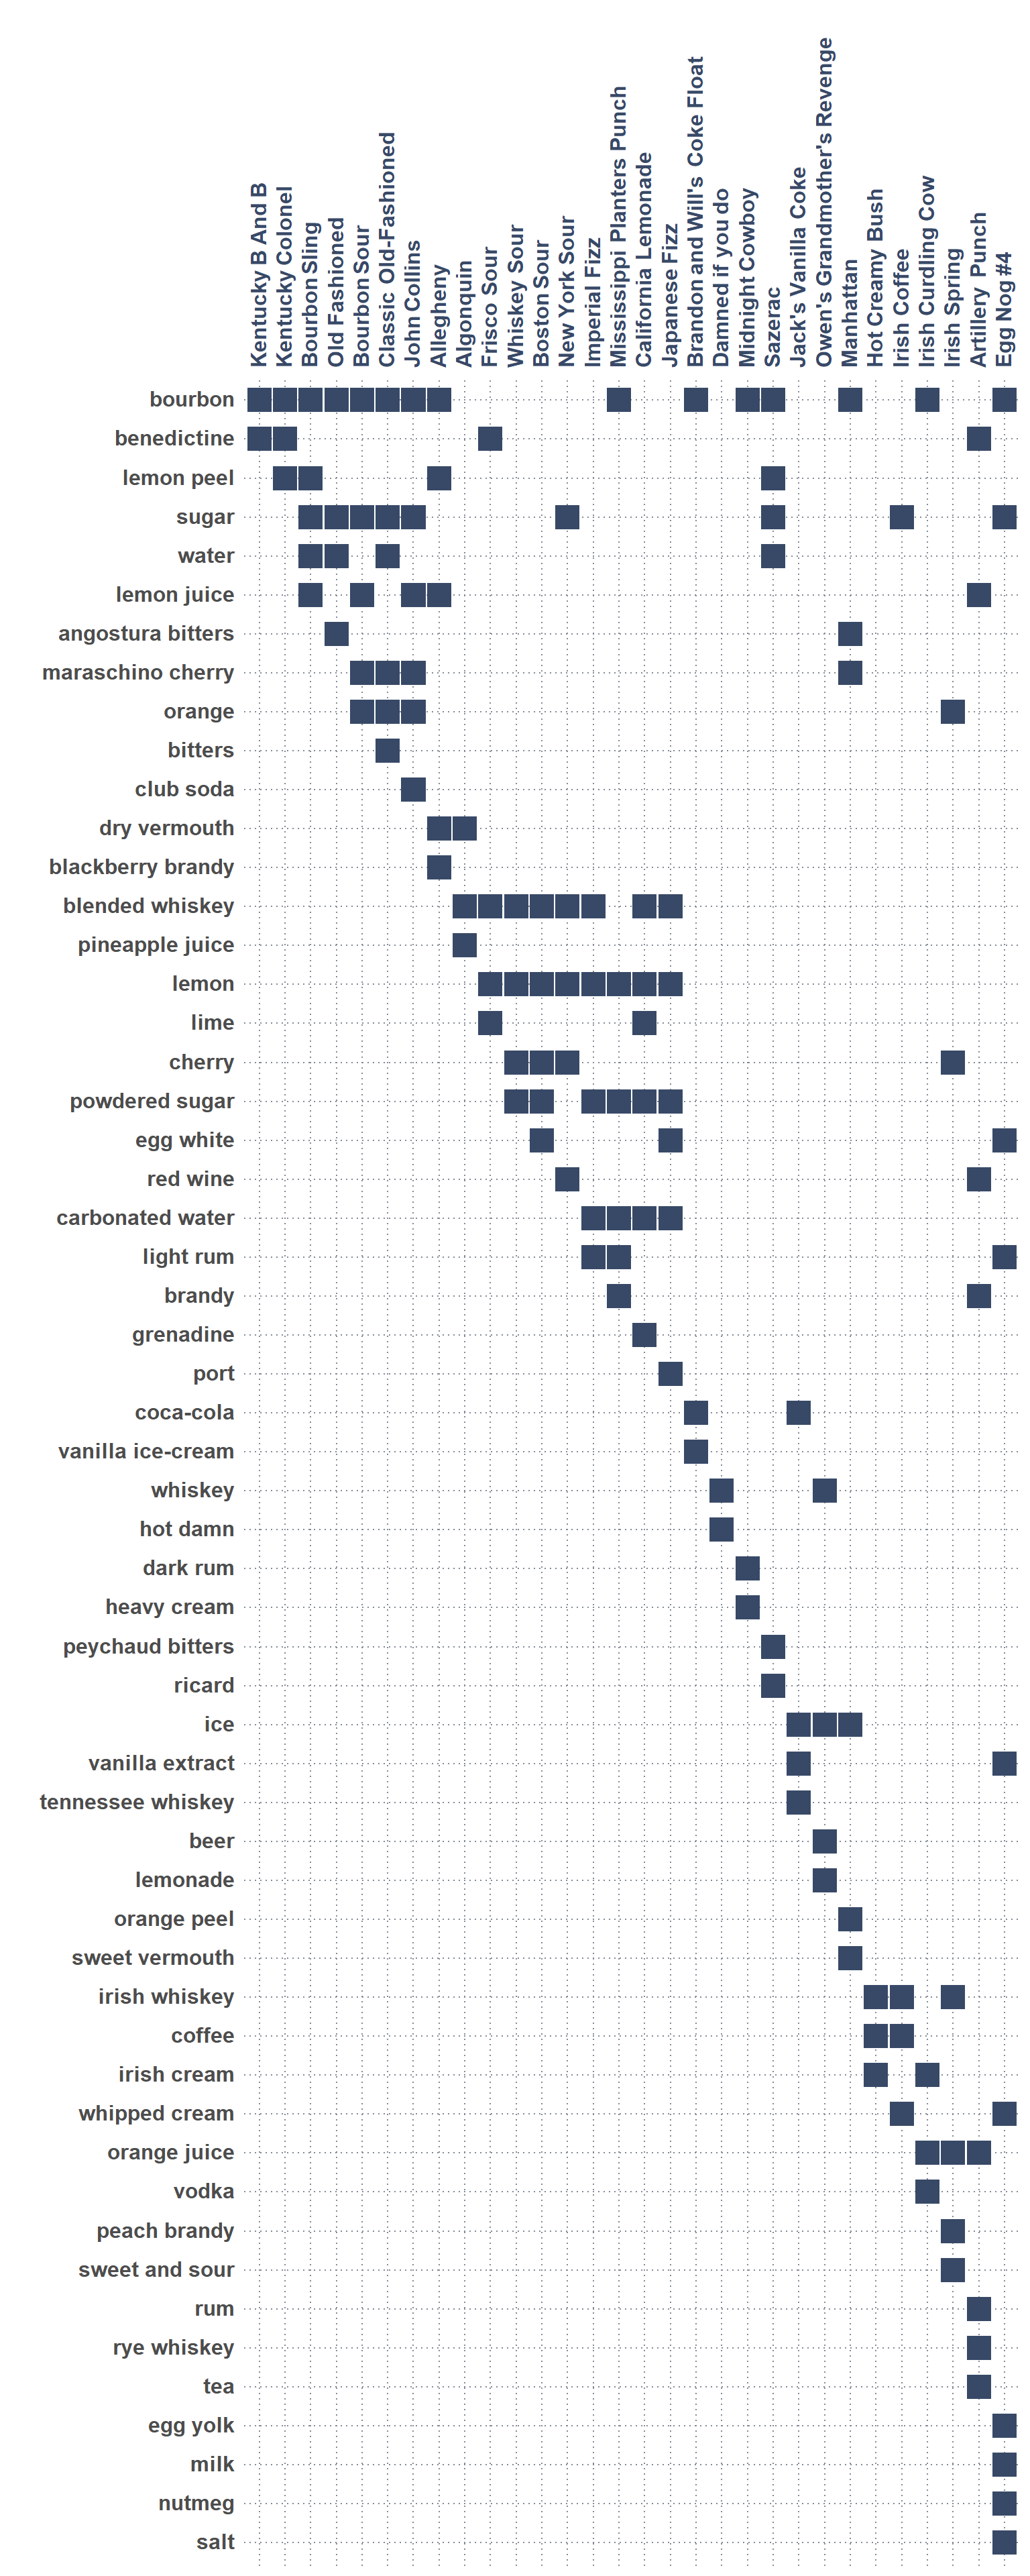 Kentucky B And B
Kentucky Colonel
Bourbon Sling
Old Fashioned
Bourbon Sour
Classic Old-Fashioned
John Collins
Allegheny
Algonquin
Frisco Sour
Whiskey Sour
Boston Sour
New York Sour
Imperial Fizz
Mississippi Planters Punch
California Lemonade
Japanese Fizz
Brandon and Will's Coke Float
Damned if you do
Midnight Cowboy
Sazerac
Jack's Vanilla Coke
Owen's Grandmother's Revenge
Manhattan
Hot Creamy Bush
Irish Coffee
Irish Curdling Cow
Irish Spring
Artillery Punch
Egg Nog #4
bourbon
benedictine
lemon peel
sugar
water
lemon juice
angostura bitters
maraschino cherry
orange
bitters
club soda
dry vermouth
blackberry brandy
blended whiskey
pineapple juice
lemon
lime
cherry
powdered sugar
egg white
red wine
carbonated water
light rum
brandy
grenadine
port
coca-cola
vanilla ice-cream
whiskey
hot damn
dark rum
heavy cream
peychaud bitters
ricard
ice
vanilla extract
tennessee whiskey
beer
lemonade
orange peel
sweet vermouth
irish whiskey
coffee
irish cream
whipped cream
orange juice
vodka
peach brandy
sweet and sour
rum
rye whiskey
tea
egg yolk
milk
nutmeg
salt